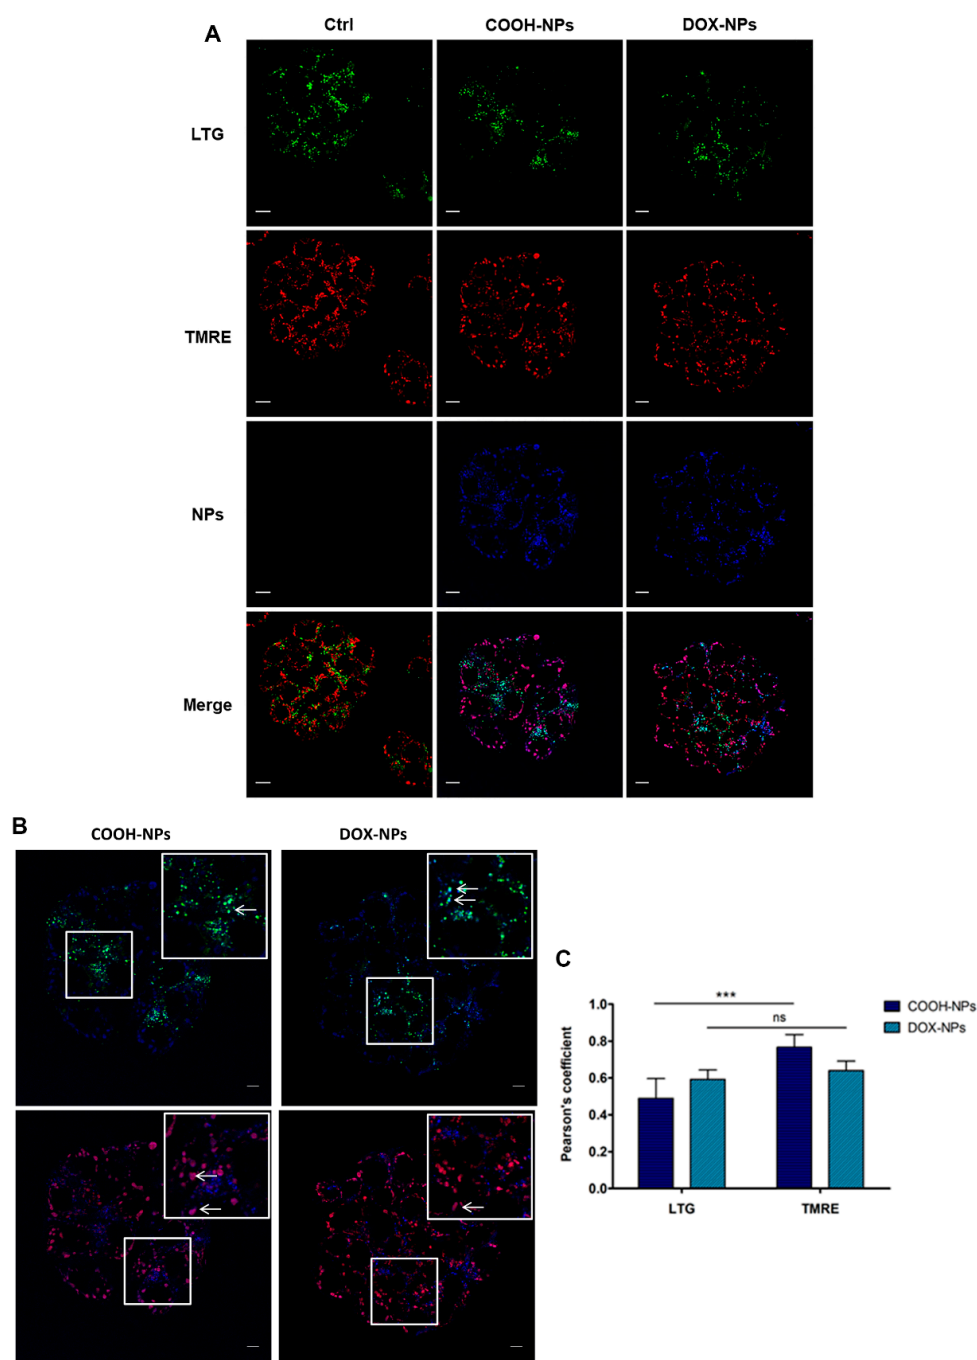 A
Ctrl
COOH-NPs
DOX-NPs
LTG
TMRE
NPs
Merge
B
COOH-NPs
DOX-NPs
C
***
ns
COOH-NPs
DOX-NPs
Pearson's coefficient
1.0
0.8
0.6
0.4
0.2
0.0
LTG
TMRE